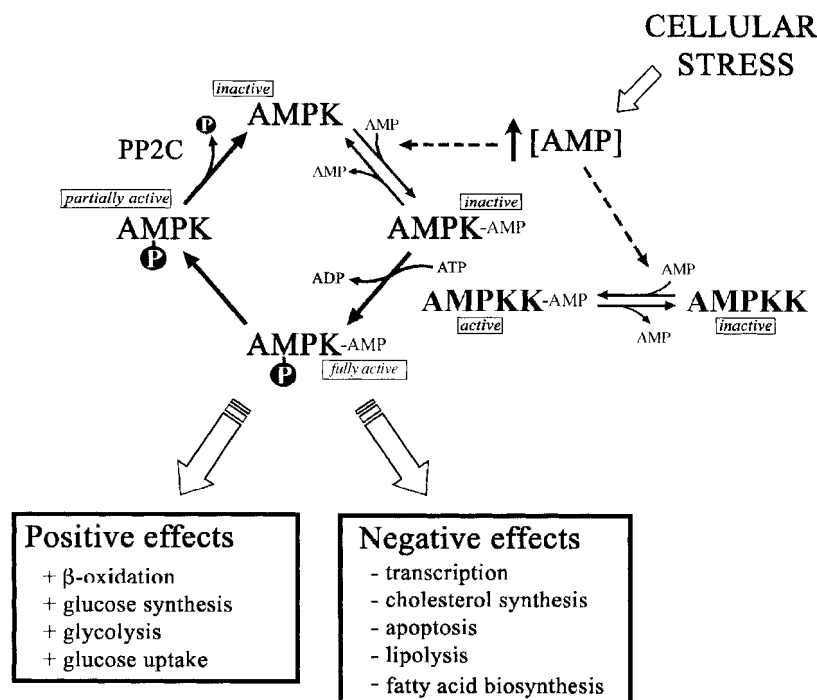 CELLULAR
STRESS
inactive
AMPK
AMP
[AMP]
P
PP2C
AMP
partially active
AMPK
P
inactive
AMPK-AMP
ADP
ATP
AMP
AMPKK-AMP
active
AMPKK
inactive
AMP
AMPK-AMP
P
fully active
Positive effects
+ β-oxidation
+ glucose synthesis
+ glycolysis
+ glucose uptake
Negative effects
- transcription
- cholesterol synthesis
- apoptosis
- lipolysis
- fatty acid biosynthesis